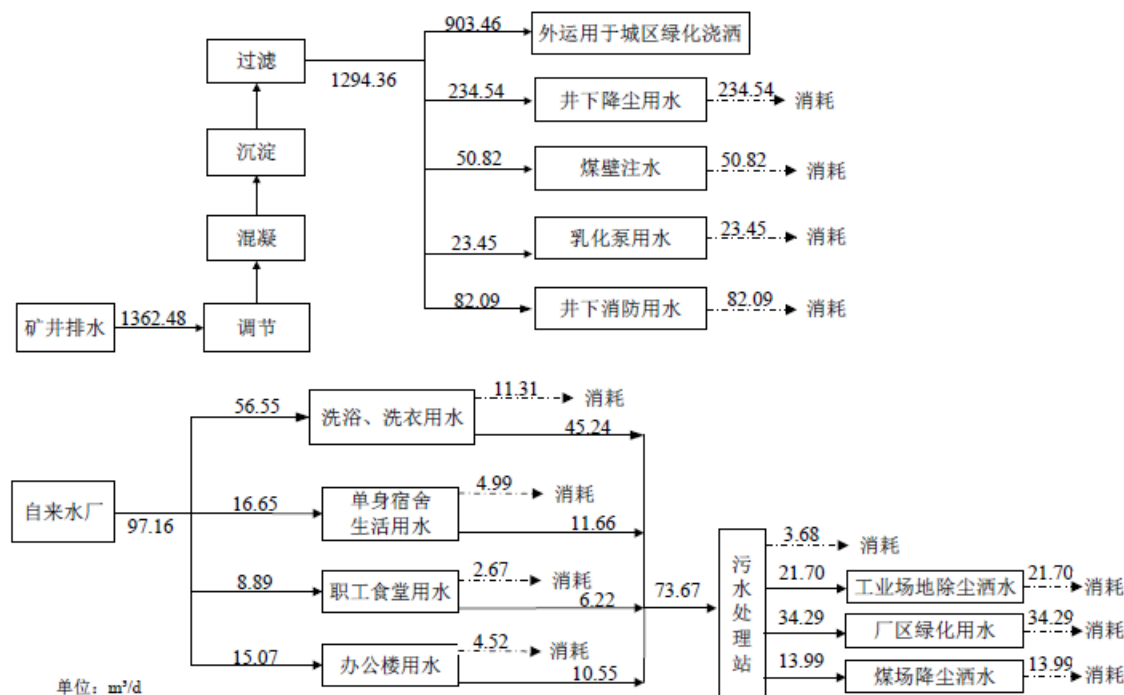 903.46
外运用于城区绿化浇洒
过滤
1294.36
234.54
井下降尘用水
234.54
消耗
沉淀
50.82
煤壁注水
50.82
消耗
混凝
23.45
乳化泵用水
23.45
消耗
矿井排水
1362.48
调节
82.09
井下消防用水
82.09
消耗
56.55
洗浴、洗衣用水
11.31
消耗
45.24
自来水厂
97.16
16.65
单身宿舍
生活用水
4.99
消耗
11.66
8.89
职工食堂用水
2.67
消耗
6.22
15.07
办公楼用水
4.52
消耗
10.55
73.67
污水处理站
3.68
消耗
21.70
工业场地除尘洒水
21.70
消耗
34.29
厂区绿化用水
34.29
消耗
13.99
煤场降尘洒水
13.99
消耗
单位：m³/d